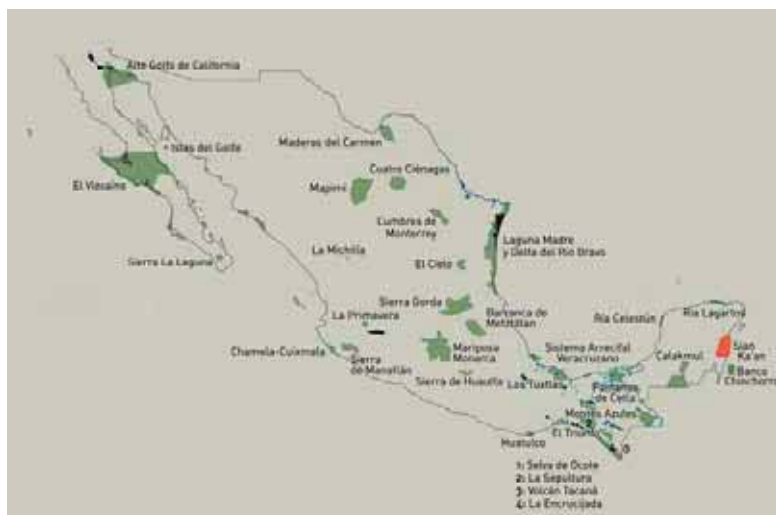 Alto Golfo de California
Islas del Golfo
El Vizcaíno
Sierra La Laguna
Maderas del Carmen
Cuatro Ciénegas
Mapimí
Cumbres de
Monterrey
La Michilía
El Cielo
Laguna Madre
y Delta del Río Bravo
Sierra Gorda
La Primavera
Barranca de
Metztitlán
Chamela-Cuixmala
Sierra
de Manatlán
Mariposa
Monarca
Sierra de Huautla
Sistema Arrecifal
Veracruzano
Los Tuxtlas
Ría Celestún
Ría Lagartos
Calakmul
Sian
Ka'an
Banco
Chinchorro
Pantanos
de Centla
Montes Azules
El Triunfo
Huatulco
1: Selva de Ocote
2: La Sepultura
3: Volcán Tacaná
4: La Encrucijada